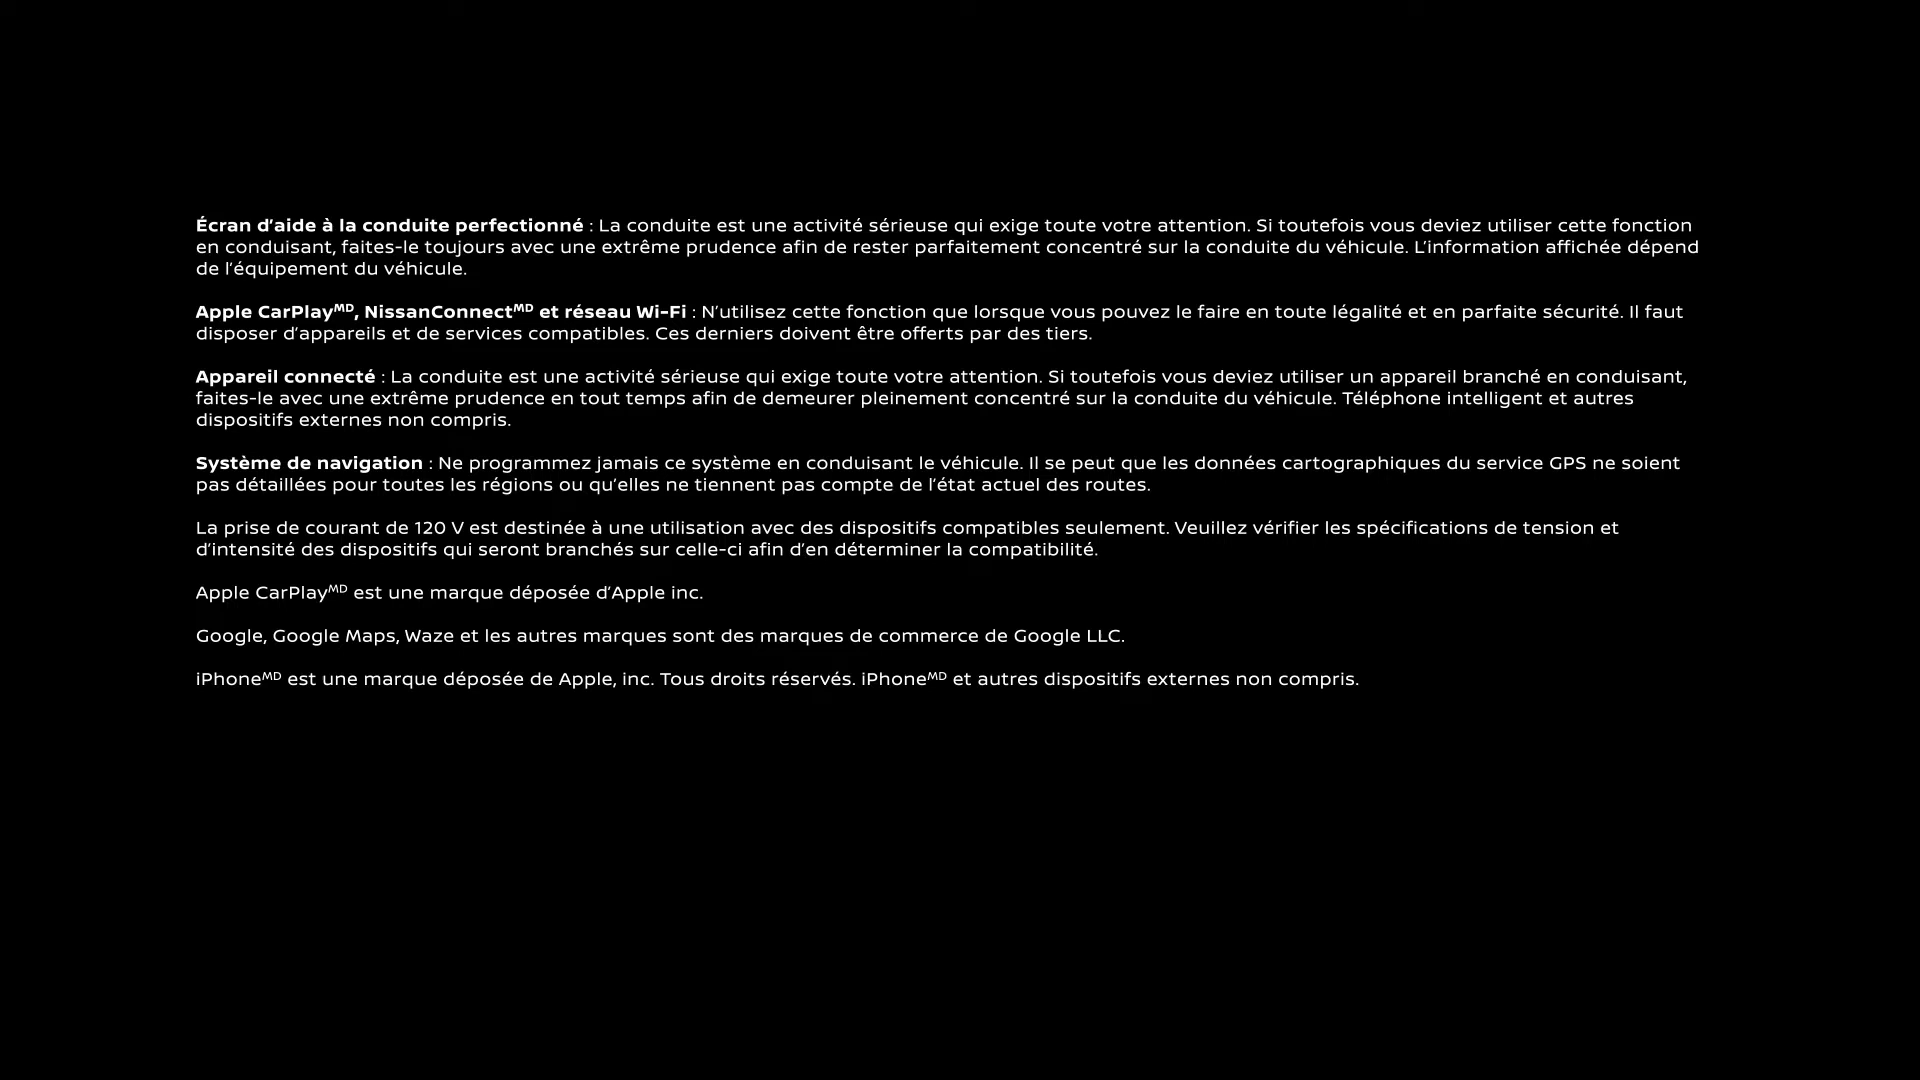 Écran d’aide à la conduite perfectionné : La conduite est une activité sérieuse qui exige toute votre attention. Si toutefois vous deviez utiliser cette fonction
en conduisant, faites-le toujours avec une extrême prudence afin de rester parfaitement concentré sur la conduite du véhicule. L’information affichée dépend
de l’équipement du véhicule.
Apple CarPlayᴹᴰ, NissanConnectᴹᴰ et réseau Wi-Fi : N’utilisez cette fonction que lorsque vous pouvez le faire en toute légalité et en parfaite sécurité. Il faut
disposer d’appareils et de services compatibles. Ces derniers doivent être offerts par des tiers.
Appareil connecté : La conduite est une activité sérieuse qui exige toute votre attention. Si toutefois vous deviez utiliser un appareil branché en conduisant,
faites-le avec une extrême prudence en tout temps afin de demeurer pleinement concentré sur la conduite du véhicule. Téléphone intelligent et autres
dispositifs externes non compris.
Système de navigation : Ne programmez jamais ce système en conduisant le véhicule. Il se peut que les données cartographiques du service GPS ne soient
pas détaillées pour toutes les régions ou qu’elles ne tiennent pas compte de l’état actuel des routes.
La prise de courant de 120 V est destinée à une utilisation avec des dispositifs compatibles seulement. Veuillez vérifier les spécifications de tension et
d’intensité des dispositifs qui seront branchés sur celle-ci afin d’en déterminer la compatibilité.
Apple CarPlayᴹᴰ est une marque déposée d’Apple inc.
Google, Google Maps, Waze et les autres marques sont des marques de commerce de Google LLC.
iPhoneᴹᴰ est une marque déposée de Apple, inc. Tous droits réservés. iPhoneᴹᴰ et autres dispositifs externes non compris.